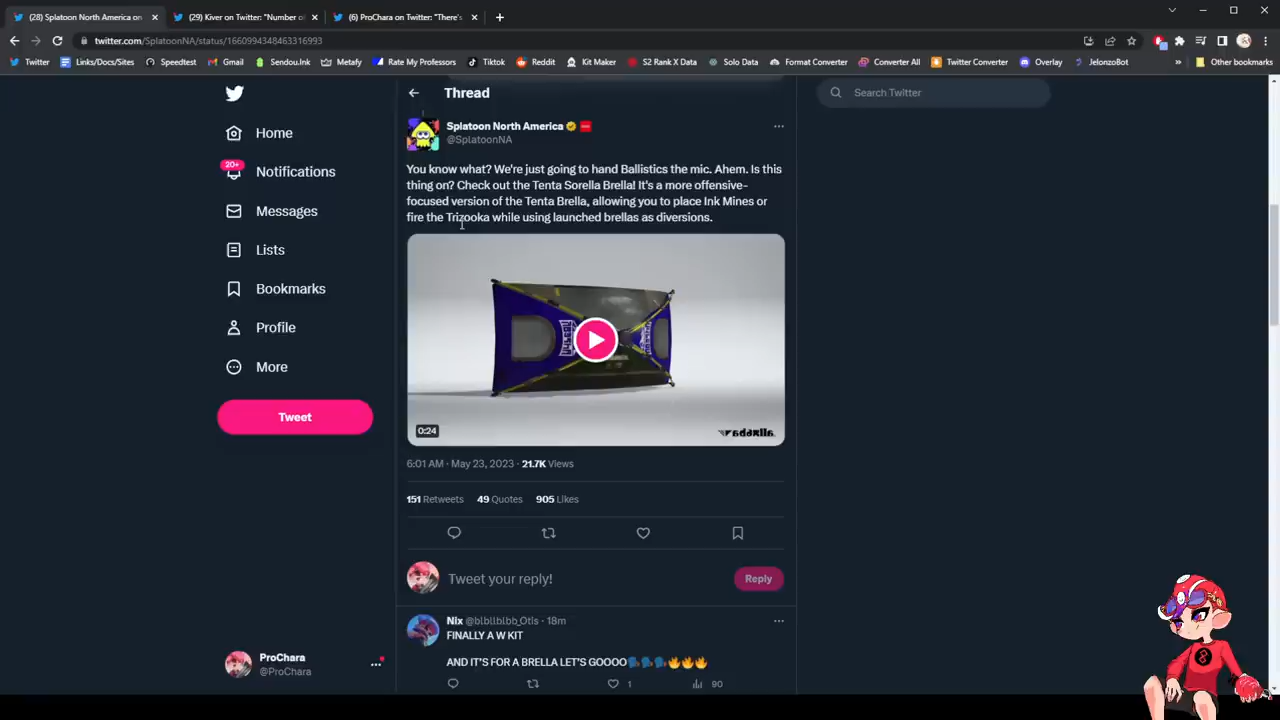 (28) Splatoon North America on
(29) Kiver on Twitter: "Number o
(6) ProChara on Twitter: "There's
twitter.com/SplatoonNA/status/1660994348463316993
Twitter
Links/Docs/Sites
Speedtest
Gmail
Sendou.Ink
Metafy
Rate My Professors
Tiktok
Reddit
Kit Maker
S2 Rank X Data
Solo Data
Format Converter
Converter All
Twitter Converter
Overlay
JelonzoBot
»
Other bookmarks
Home
20+
Notifications
Messages
Lists
Bookmarks
Profile
More
Tweet
ProChara
@ProChara
Thread
Splatoon North America
@SplatoonNA
You know what? We're just going to hand Ballistics the mic. Ahem. Is this
thing on? Check out the Tenta Sorella Brella! It's a more offensive-
focused version of the Tenta Brella, allowing you to place Ink Mines or
fire the Trizooka while using launched brellas as diversions.
0:24
6:01 AM · May 23, 2023 · 21.7K Views
151 Retweets 49 Quotes 905 Likes
Tweet your reply!
Reply
Nix @blbllblbb_Otis · 18m
FINALLY A W KIT
AND IT'S FOR A BRELLA LET'S GOOOO🗣️🗣️🗣️🔥🔥🔥
1
90
Search Twitter